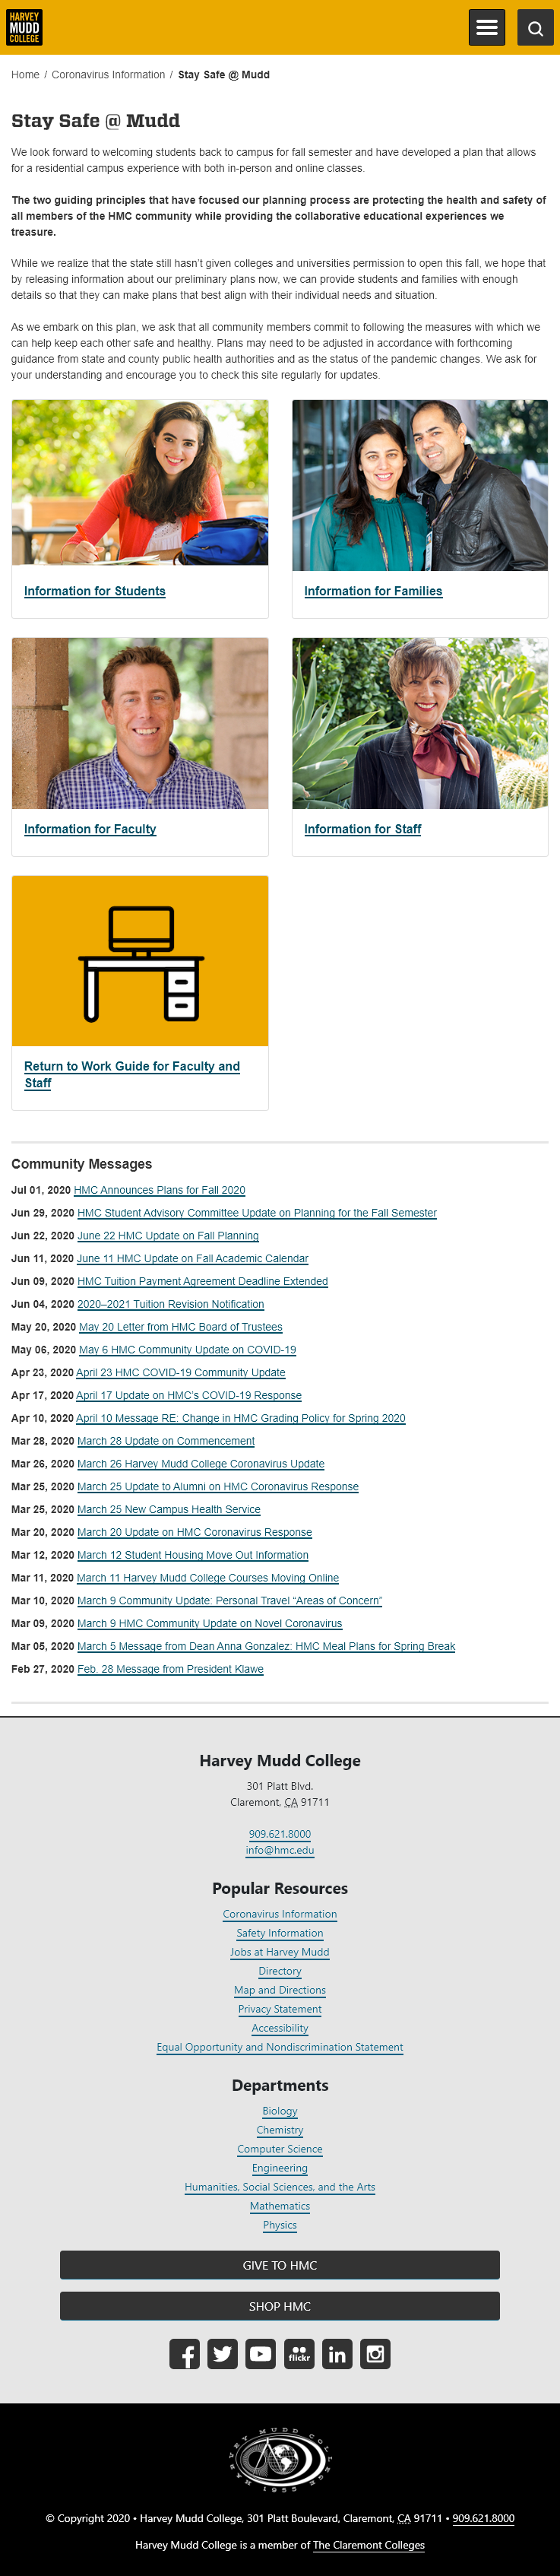 HARVEY
MUDD
COLLEGE
Home / Coronavirus Information / Stay Safe @ Mudd
Stay Safe @ Mudd
We look forward to welcoming students back to campus for fall semester and have developed a plan that allows
for a residential campus experience with both in-person and online classes.
The two guiding principles that have focused our planning process are protecting the health and safety of
all members of the HMC community while providing the collaborative educational experiences we
treasure.
While we realize that the state still hasn't given colleges and universities permission to open this fall, we hope that
by releasing information about our preliminary plans now, we can provide students and families with enough
details so that they can make plans that best align with their individual needs and situation.
As we embark on this plan, we ask that all community members commit to following the measures with which we
can help keep each other safe and healthy. Plans may need to be adjusted in accordance with forthcoming
guidance from state and county public health authorities and as the status of the pandemic changes. We ask for
your understanding and encourage you to check this site regularly for updates.
Information for Students
Information for Families
Information for Faculty
Information for Staff
Return to Work Guide for Faculty and
Staff
Community Messages
Jul 01, 2020 HMC Announces Plans for Fall 2020
Jun 29, 2020 HMC Student Advisory Committee Update on Planning for the Fall Semester
Jun 22, 2020 June 22 HMC Update on Fall Planning
Jun 11, 2020 June 11 HMC Update on Fall Academic Calendar
Jun 09, 2020 HMC Tuition Payment Agreement Deadline Extended
Jun 04, 2020 2020–2021 Tuition Revision Notification
May 20, 2020 May 20 Letter from HMC Board of Trustees
May 06, 2020 May 6 HMC Community Update on COVID-19
Apr 23, 2020 April 23 HMC COVID-19 Community Update
Apr 17, 2020 April 17 Update on HMC's COVID-19 Response
Apr 10, 2020 April 10 Message RE: Change in HMC Grading Policy for Spring 2020
Mar 28, 2020 March 28 Update on Commencement
Mar 26, 2020 March 26 Harvey Mudd College Coronavirus Update
Mar 25, 2020 March 25 Update to Alumni on HMC Coronavirus Response
Mar 25, 2020 March 25 New Campus Health Service
Mar 20, 2020 March 20 Update on HMC Coronavirus Response
Mar 12, 2020 March 12 Student Housing Move Out Information
Mar 11, 2020 March 11 Harvey Mudd College Courses Moving Online
Mar 10, 2020 March 9 Community Update: Personal Travel “Areas of Concern”
Mar 09, 2020 March 9 HMC Community Update on Novel Coronavirus
Mar 05, 2020 March 5 Message from Dean Anna Gonzalez: HMC Meal Plans for Spring Break
Feb 27, 2020 Feb. 28 Message from President Klawe
Harvey Mudd College
301 Platt Blvd.
Claremont, CA 91711
909.621.8000
info@hmc.edu
Popular Resources
Coronavirus Information
Safety Information
Jobs at Harvey Mudd
Directory
Map and Directions
Privacy Statement
Accessibility
Equal Opportunity and Nondiscrimination Statement
Departments
Biology
Chemistry
Computer Science
Engineering
Humanities, Social Sciences, and the Arts
Mathematics
Physics
GIVE TO HMC
SHOP HMC
flickr
HARVEY MUDD COLLEGE
1955
© Copyright 2020 • Harvey Mudd College, 301 Platt Boulevard, Claremont, CA 91711 • 909.621.8000
Harvey Mudd College is a member of The Claremont Colleges